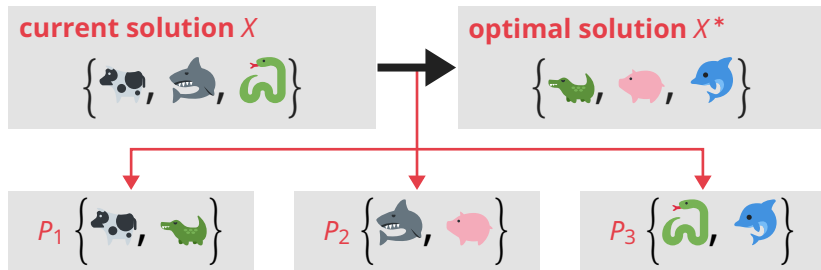 current solution X
{ , , }
optimal solution X*
{ , , }
P1 { , }
P2 { , }
P3 { , }